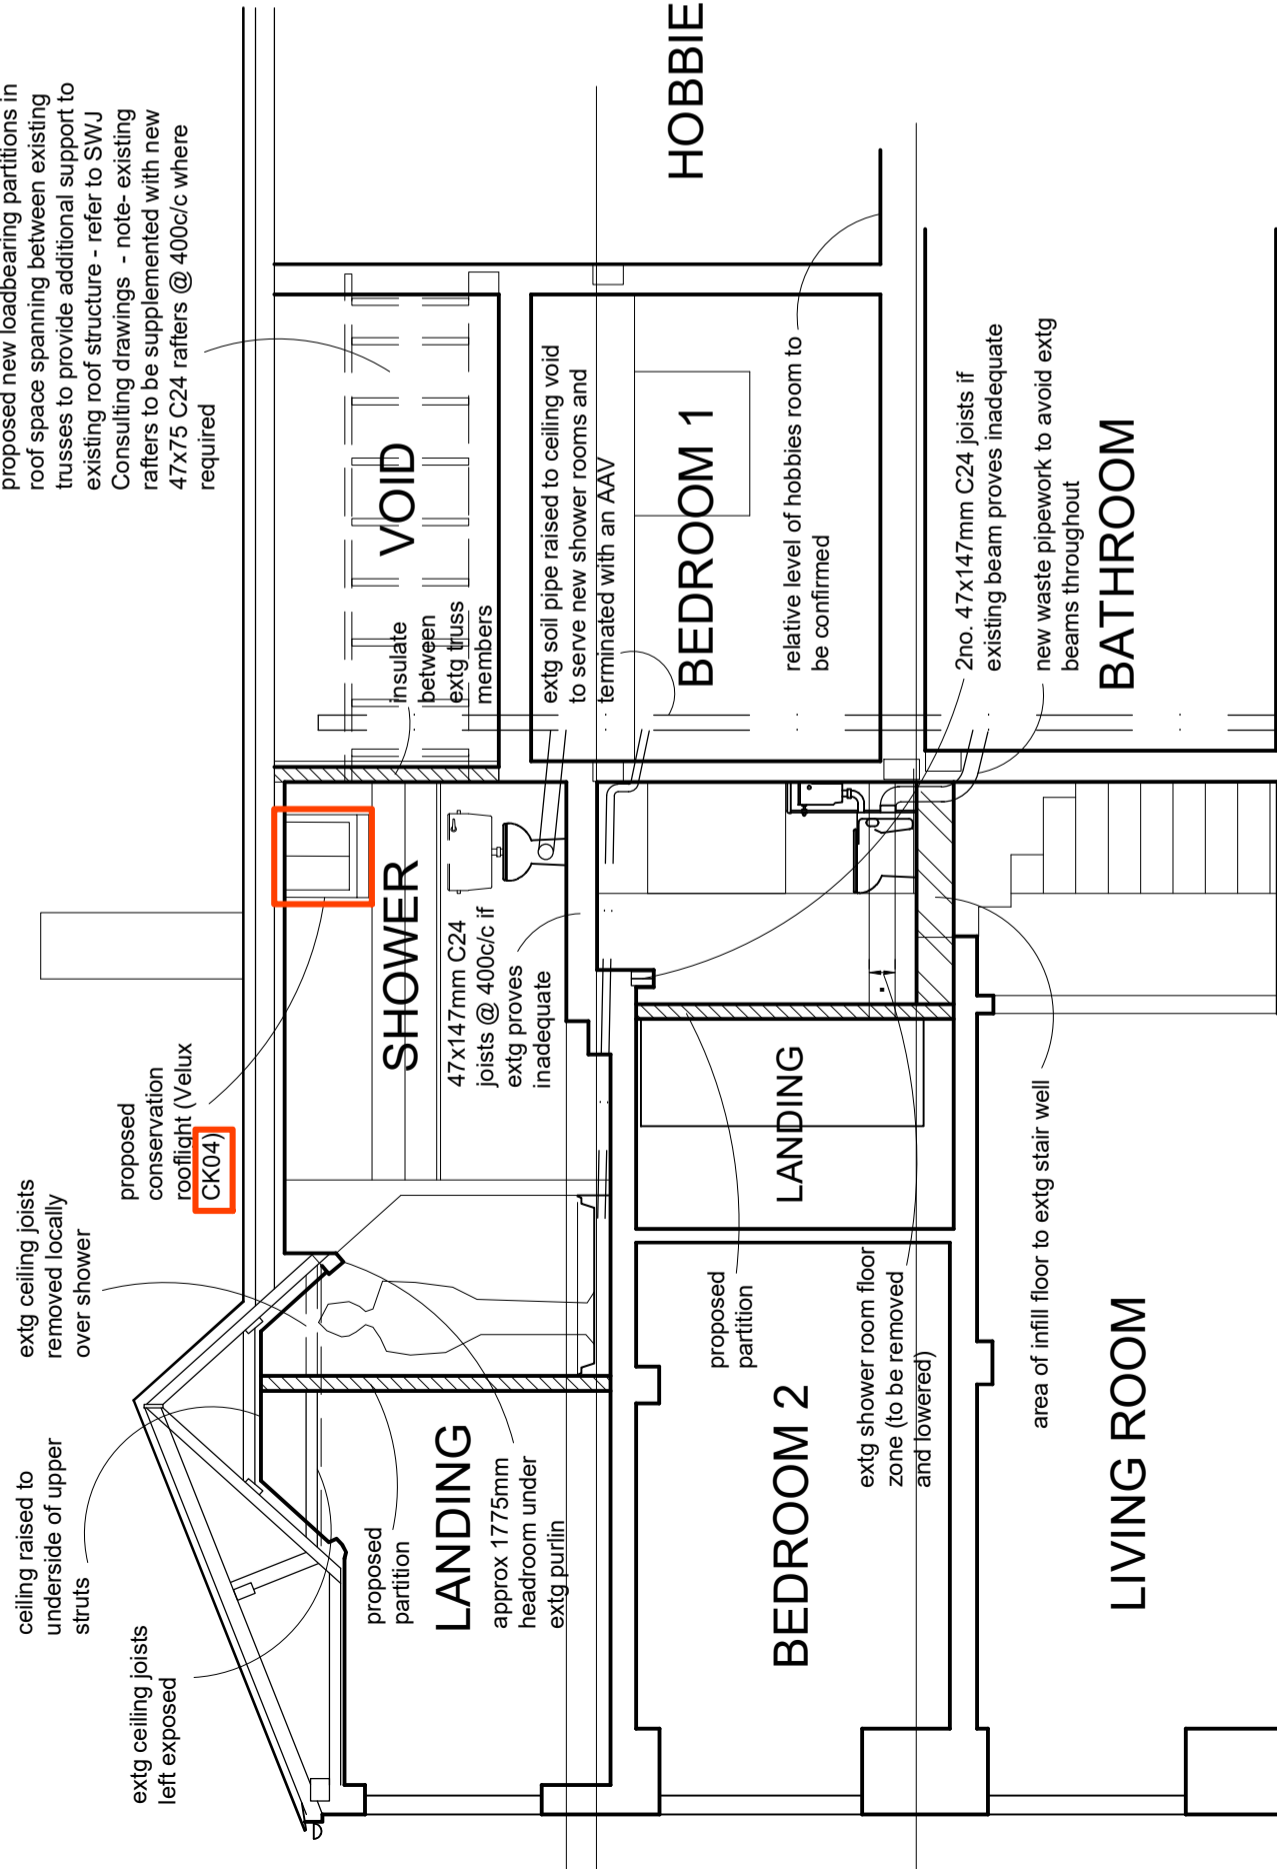 proposed new loadbearing partitions in
roof space spanning between existing
trusses to provide additional support to
existing roof structure - refer to SWJ
Consulting drawings - note- existing
rafters to be supplemented with new
47x75 C24 rafters @ 400c/c where
required
ceiling raised to
underside of upper
struts
extg ceiling joists
removed locally
over shower
proposed
conservation
rooflight (Velux
CK04)
extg ceiling joists
left exposed
VOID
insulate
between
extg truss
members
SHOWER
47x147mm C24
joists @ 400c/c if
extg proves
inadequate
proposed
partition
LANDING
approx 1775mm
headroom under
extg purlin
HOBBIE
extg soil pipe raised to ceiling void
to serve new shower rooms and
terminated with an AAV
BEDROOM 1
relative level of hobbies room to
be confirmed
LANDING
proposed
partition
BEDROOM 2
extg shower room floor
zone (to be removed
and lowered)
2no. 47x147mm C24 joists if
existing beam proves inadequate
new waste pipework to avoid extg
beams throughout
BATHROOM
area of infill floor to extg stair well
LIVING ROOM